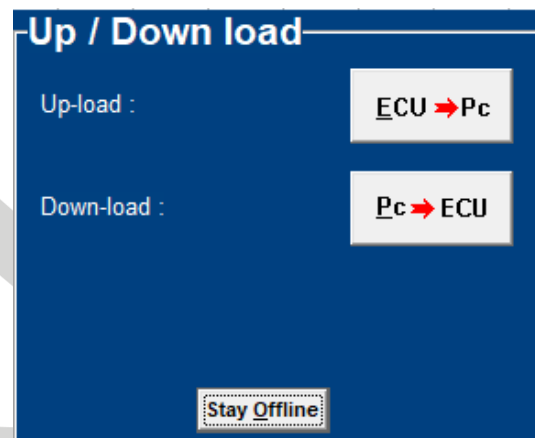 Up / Down load
Up-load :
ECU ➡ Pc
Down-load :
Pc ➡ ECU
Stay Offline